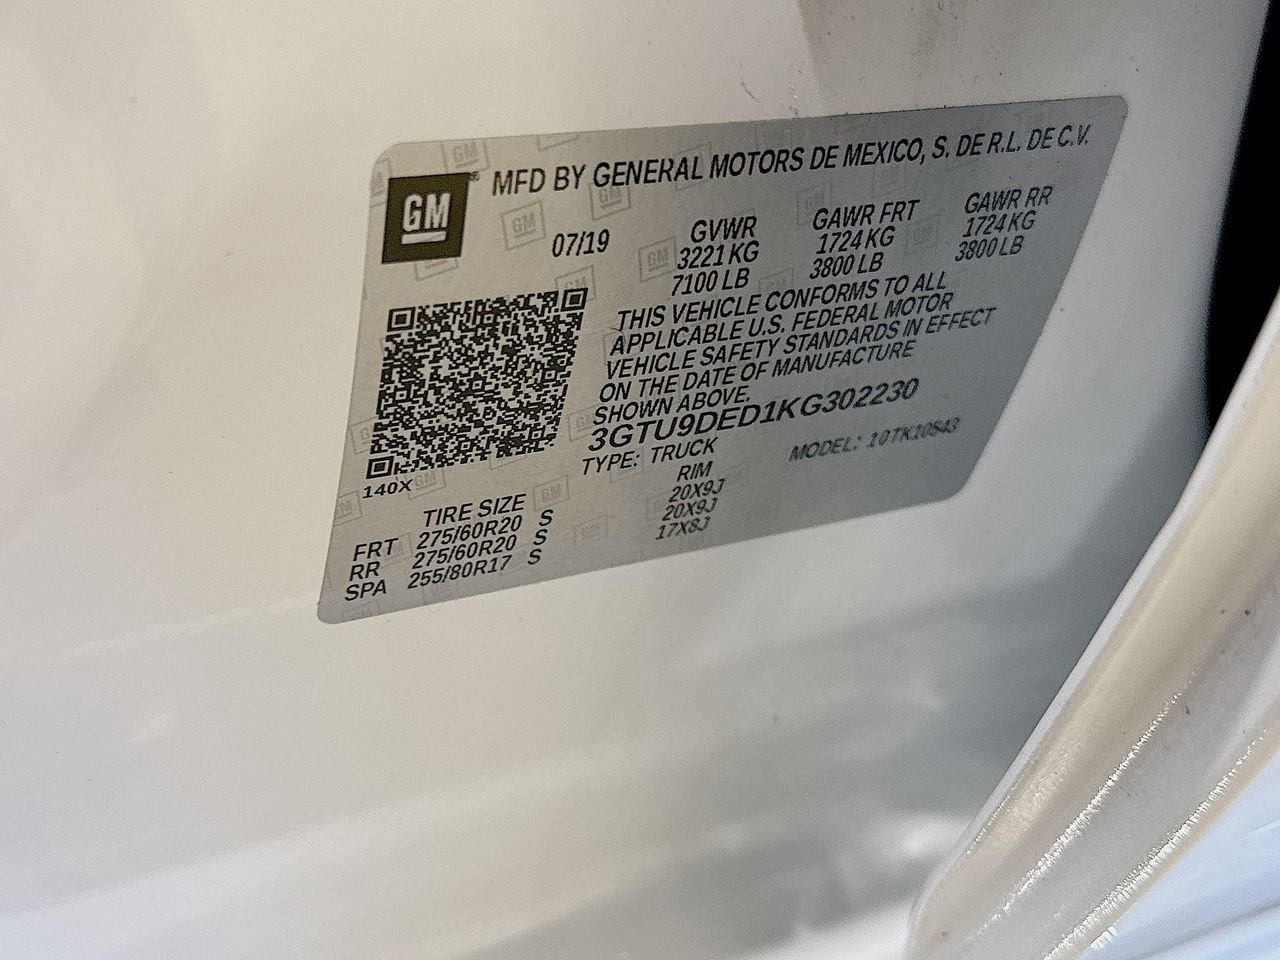 GM
MFD BY GENERAL MOTORS DE MEXICO, S. DE R.L. DE C.V.
07/19
GVWR GAWR FRT GAWR RR
3221 KG 1724 KG 1724 KG
7100 LB 3800 LB 3800 LB
THIS VEHICLE CONFORMS TO ALL
APPLICABLE U.S. FEDERAL MOTOR
VEHICLE SAFETY STANDARDS IN EFFECT
ON THE DATE OF MANUFACTURE
SHOWN ABOVE.
3GTU9DED1KG302230
TYPE: TRUCK MODEL: 10TK10543
140X
TIRE SIZE RIM
FRT 275/60R20 S 20X9J
RR 275/60R20 S 20X9J
SPA 255/80R17 S 17X8J